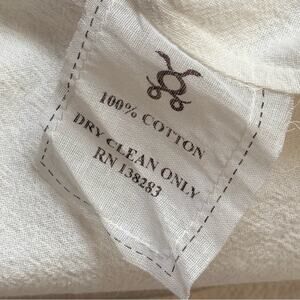 100% COTTON
DRY CLEAN ONLY
RN 138283